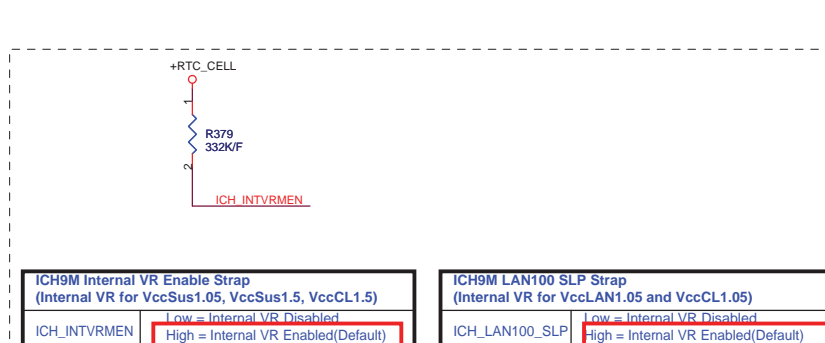 +RTC_CELL
1
R379
332K/F
2
ICH_INTVRMEN
ICH9M Internal VR Enable Strap
(Internal VR for VccSus1.05, VccSus1.5, VccCL1.5)
ICH_INTVRMEN
Low = Internal VR Disabled
High = Internal VR Enabled(Default)
ICH9M LAN100 SLP Strap
(Internal VR for VccLAN1.05 and VccCL1.05)
ICH_LAN100_SLP
Low = Internal VR Disabled
High = Internal VR Enabled(Default)